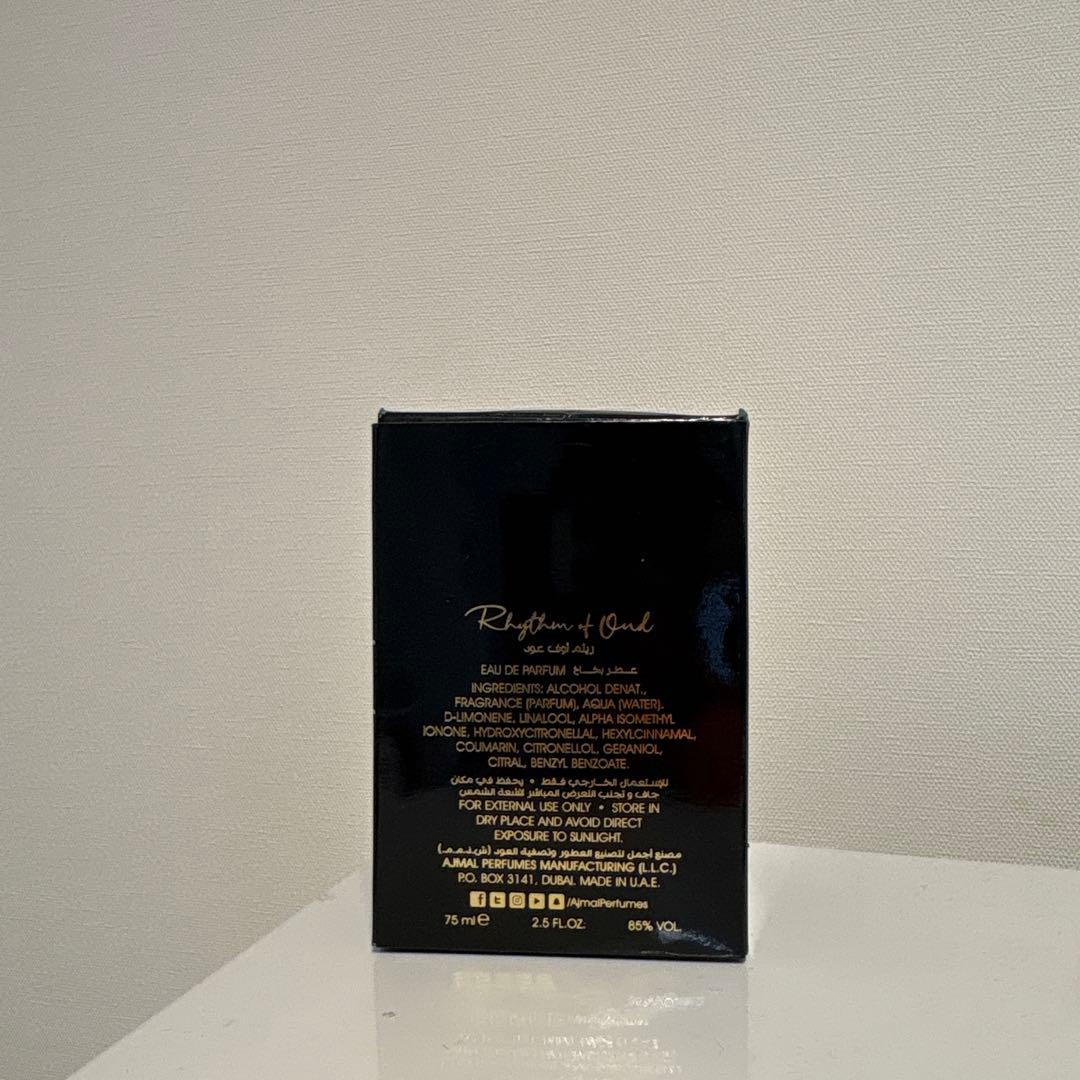 Rhythm of Oud
ريثم أوف عود
EAU DE PARFUM عطر بخاخ
INGREDIENTS: ALCOHOL DENAT.,
FRAGRANCE (PARFUM), AQUA (WATER).
D-LIMONENE, LINALOOL, ALPHA ISOMETHYL
IONONE, HYDROXYCITRONELLAL, HEXYLCINNAMAL,
COUMARIN, CITRONELLOL, GERANIOL,
CITRAL, BENZYL BENZOATE.
للإستعمال الخارجي فقط • يحفظ في مكان
جاف و تجنب التعرض المباشر لأشعة الشمس
FOR EXTERNAL USE ONLY • STORE IN
DRY PLACE AND AVOID DIRECT
EXPOSURE TO SUNLIGHT.
مصنع أجمل لتصنيع العطور وتصفية العود (ش.ذ.م.م.)
AJMAL PERFUMES MANUFACTURING (L.L.C.)
P.O. BOX 3141, DUBAI. MADE IN U.A.E.
/AjmalPerfumes
75 ml e 2.5 FL.OZ. 85% VOL.